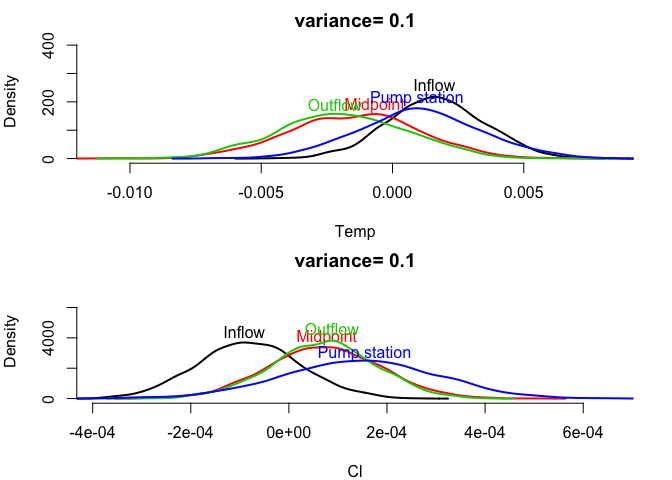 variance= 0.1
Density
400
200
0
Inflow
Pump station
Midpoint
Outflow
-0.010 -0.005 0.000 0.005
Temp
variance= 0.1
Density
4000
0
Inflow
Outflow
Midpoint
Pump station
-4e-04 -2e-04 0e+00 2e-04 4e-04 6e-04
Cl